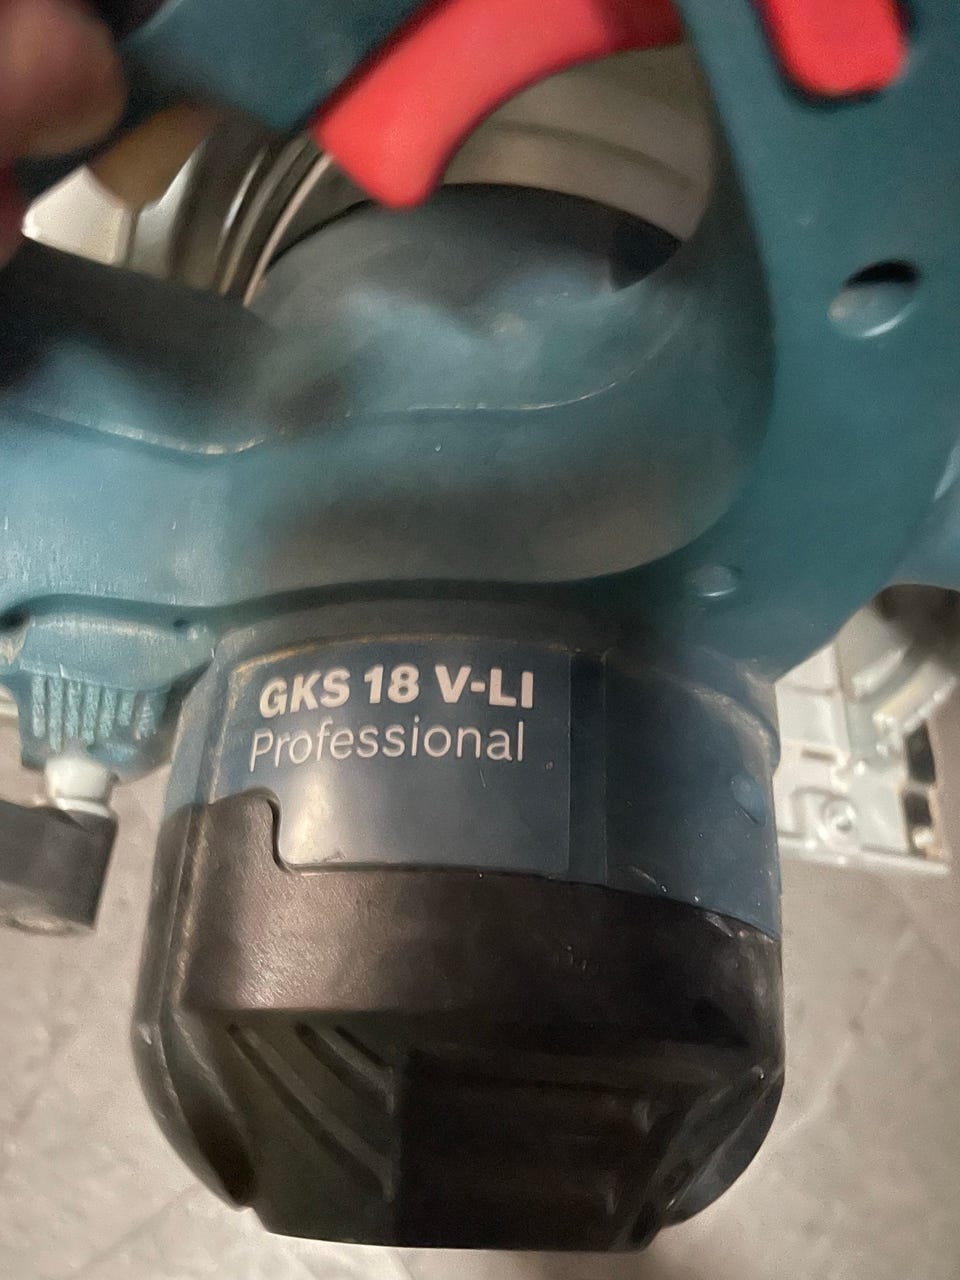 GKS 18 V-LI
Professional